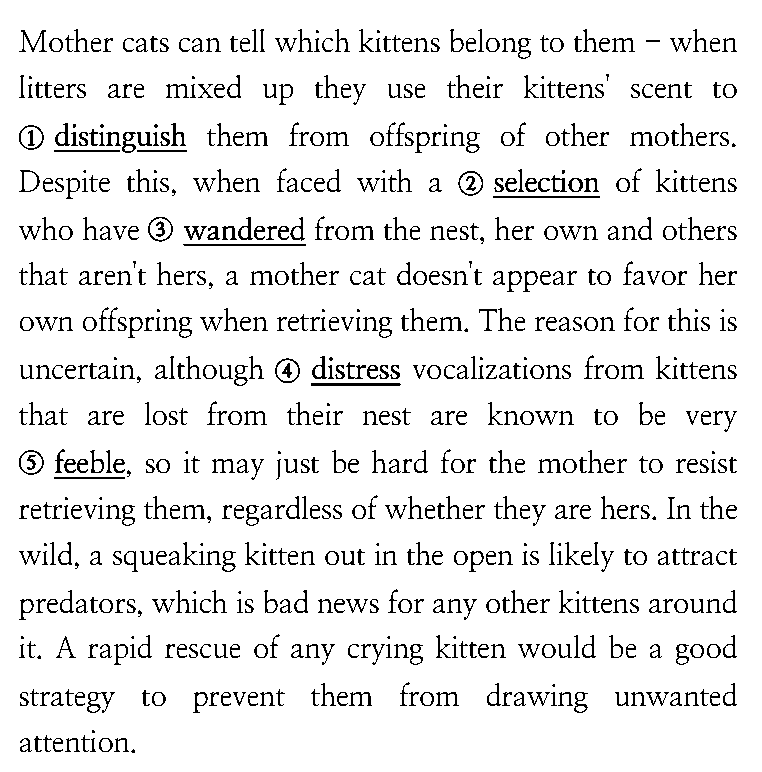 Mother cats can tell which kittens belong to them – when
litters are mixed up they use their kittens' scent to
① distinguish them from offspring of other mothers.
Despite this, when faced with a ② selection of kittens
who have ③ wandered from the nest, her own and others
that aren't hers, a mother cat doesn't appear to favor her
own offspring when retrieving them. The reason for this is
uncertain, although ④ distress vocalizations from kittens
that are lost from their nest are known to be very
⑤ feeble, so it may just be hard for the mother to resist
retrieving them, regardless of whether they are hers. In the
wild, a squeaking kitten out in the open is likely to attract
predators, which is bad news for any other kittens around
it. A rapid rescue of any crying kitten would be a good
strategy to prevent them from drawing unwanted
attention.